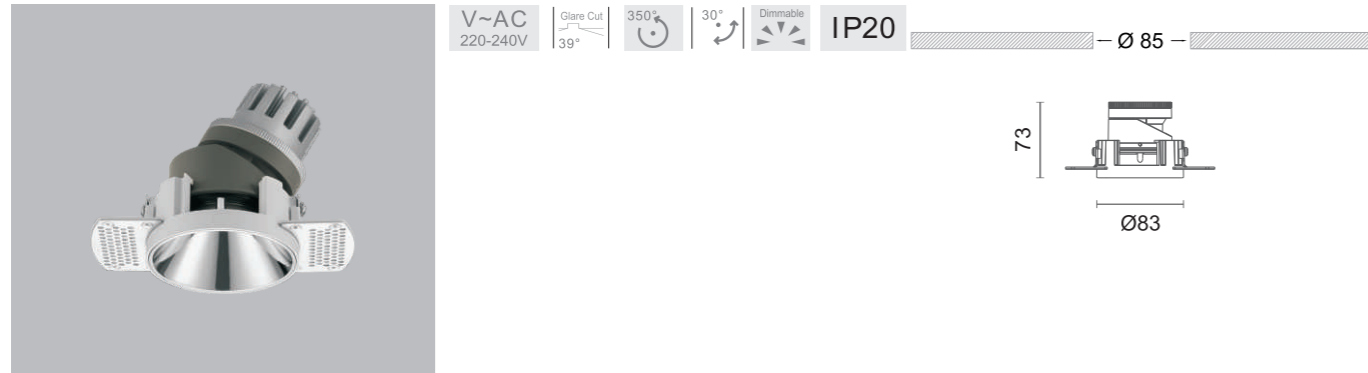 V~AC
220-240V
Glare Cut
39°
350°
30°
Dimmable
IP20
Ø 85
73
Ø83